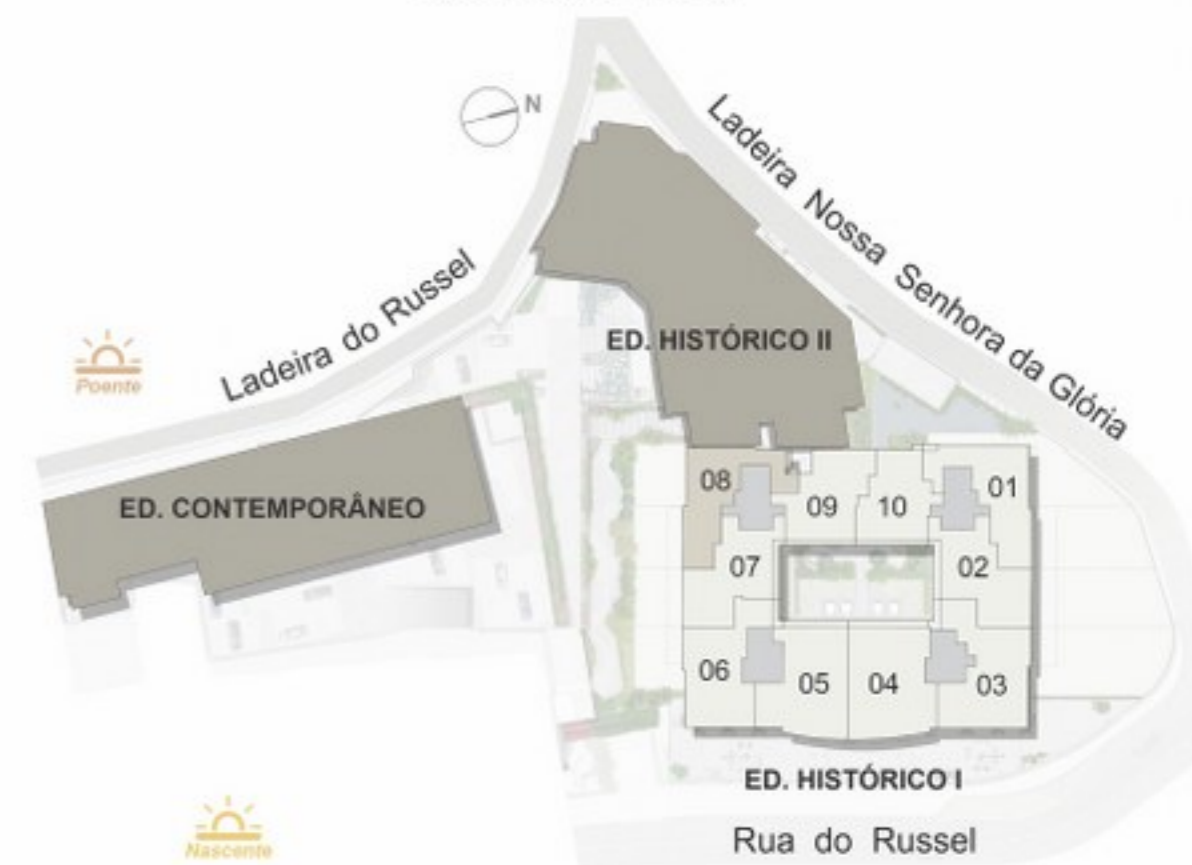 N
Ladeira Nossa Senhora da Glória
Ladeira do Russel
Poente
ED. HISTÓRICO II
ED. CONTEMPORÂNEO
08
09
10
01
07
02
06
05
04
03
ED. HISTÓRICO I
Nascente
Rua do Russel